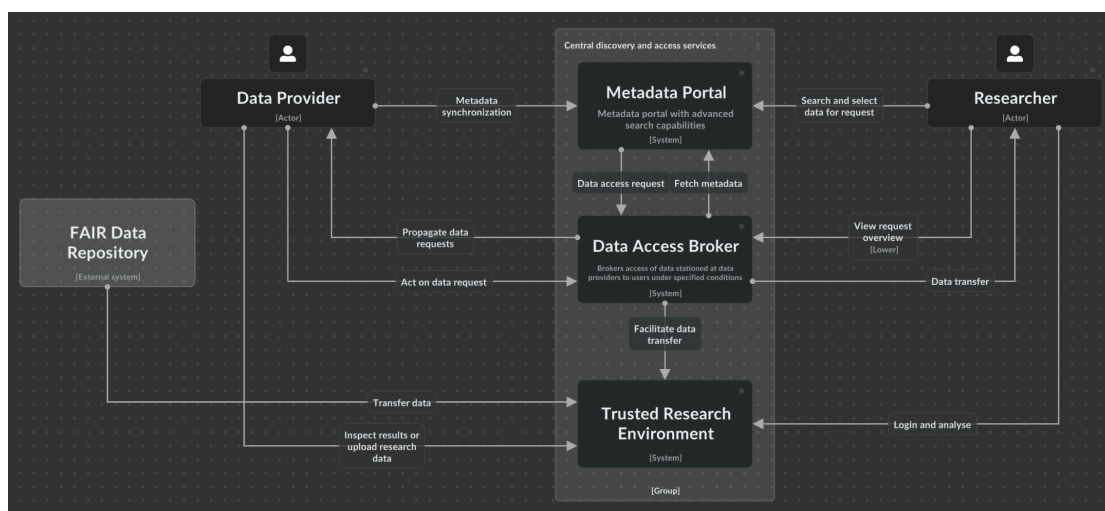 Central discovery and access services
Data Provider
[Actor]
Metadata
synchronization
Metadata Portal
Metadata portal with advanced
search capabilities
[System]
Search and select
data for request
Researcher
[Actor]
Data access request
Fetch metadata
FAIR Data
Repository
[External system]
Propagate data
requests
Act on data request
Data Access Broker
Brokers access of data stationed at data
providers to users under specified conditions
[System]
View request
overview
[Lower]
Data transfer
Facilitate data
transfer
Transfer data
Inspect results or
upload research
data
Trusted Research
Environment
[System]
Login and analyse
[Group]